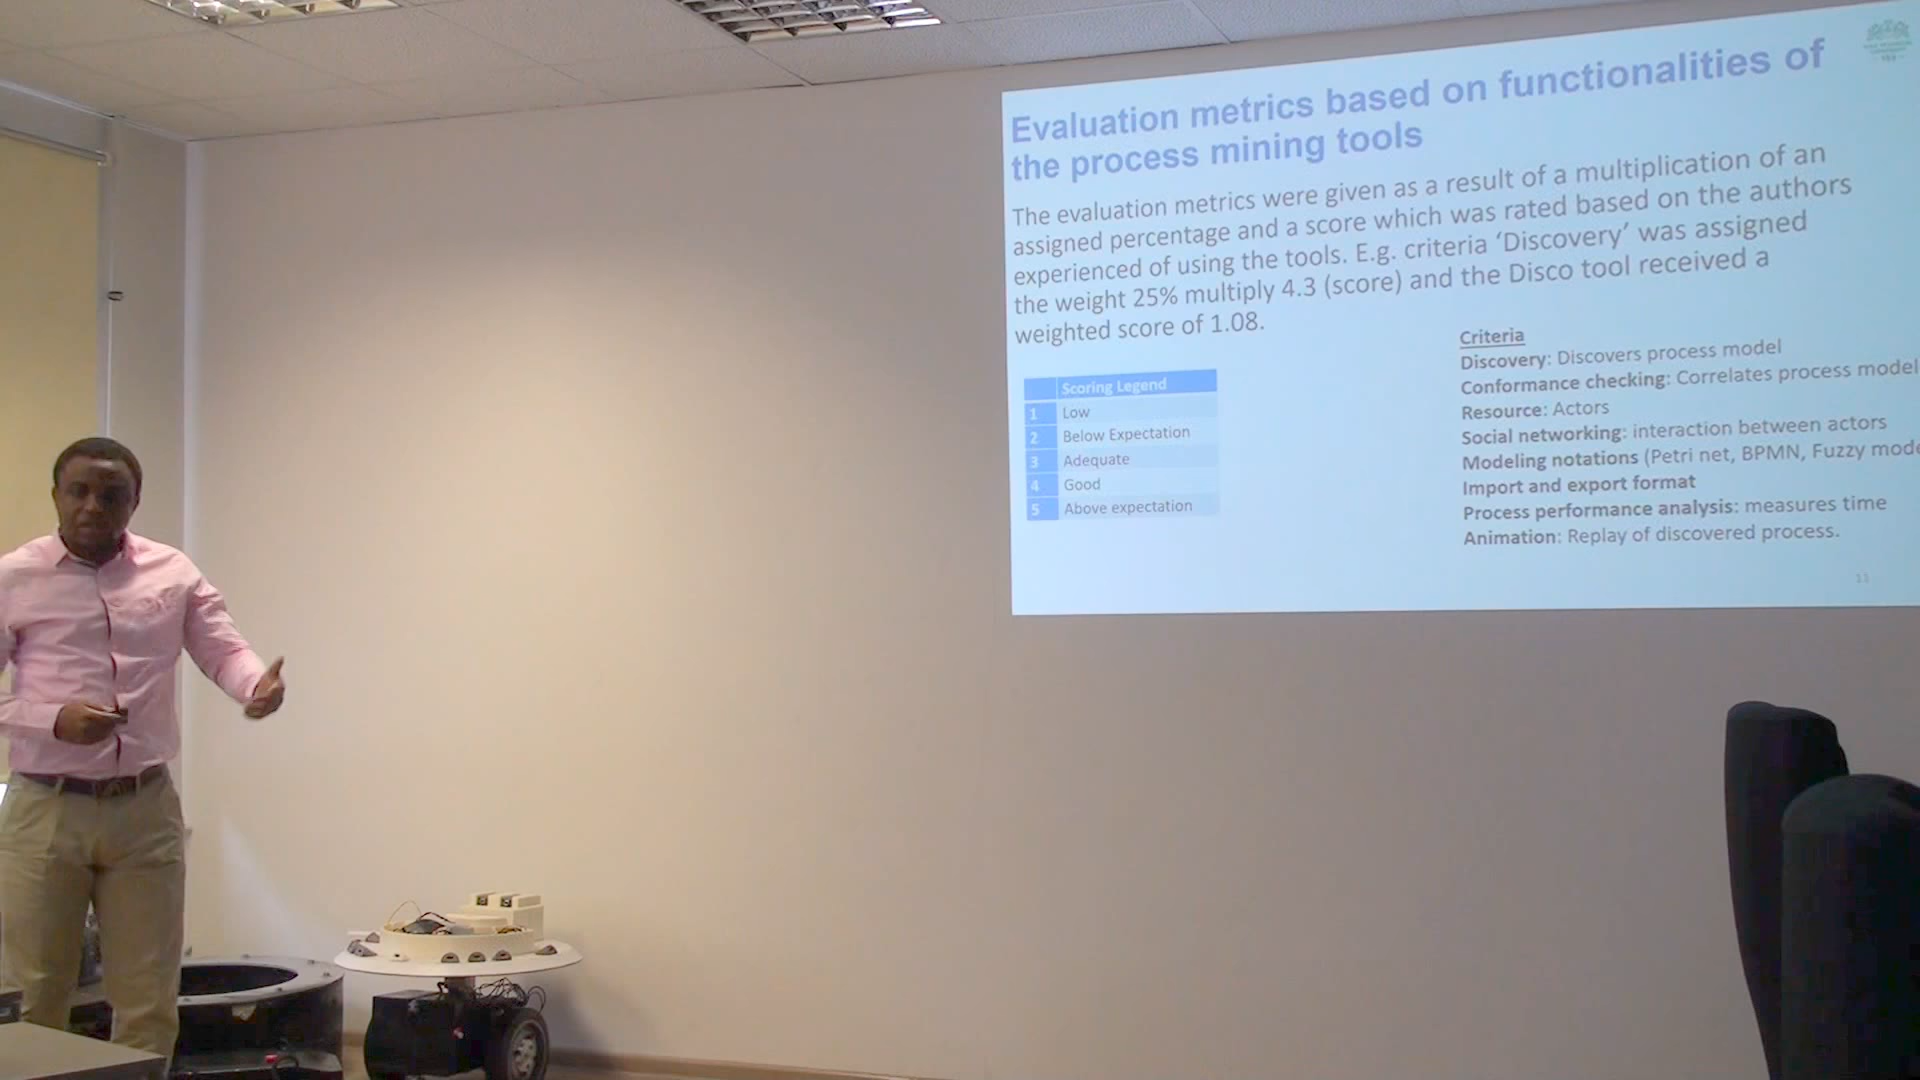 Evaluation metrics based on functionalities of
the process mining tools
The evaluation metrics were given as a result of a multiplication of an
assigned percentage and a score which was rated based on the authors
experienced of using the tools. E.g. criteria ‘Discovery’ was assigned
the weight 25% multiply 4.3 (score) and the Disco tool received a
weighted score of 1.08.
Scoring Legend
1 Low
2 Below Expectation
3 Adequate
4 Good
5 Above expectation
Criteria
Discovery: Discovers process model
Conformance checking: Correlates process model
Resource: Actors
Social networking: interaction between actors
Modeling notations (Petri net, BPMN, Fuzzy mode
Import and export format
Process performance analysis: measures time
Animation: Replay of discovered process.